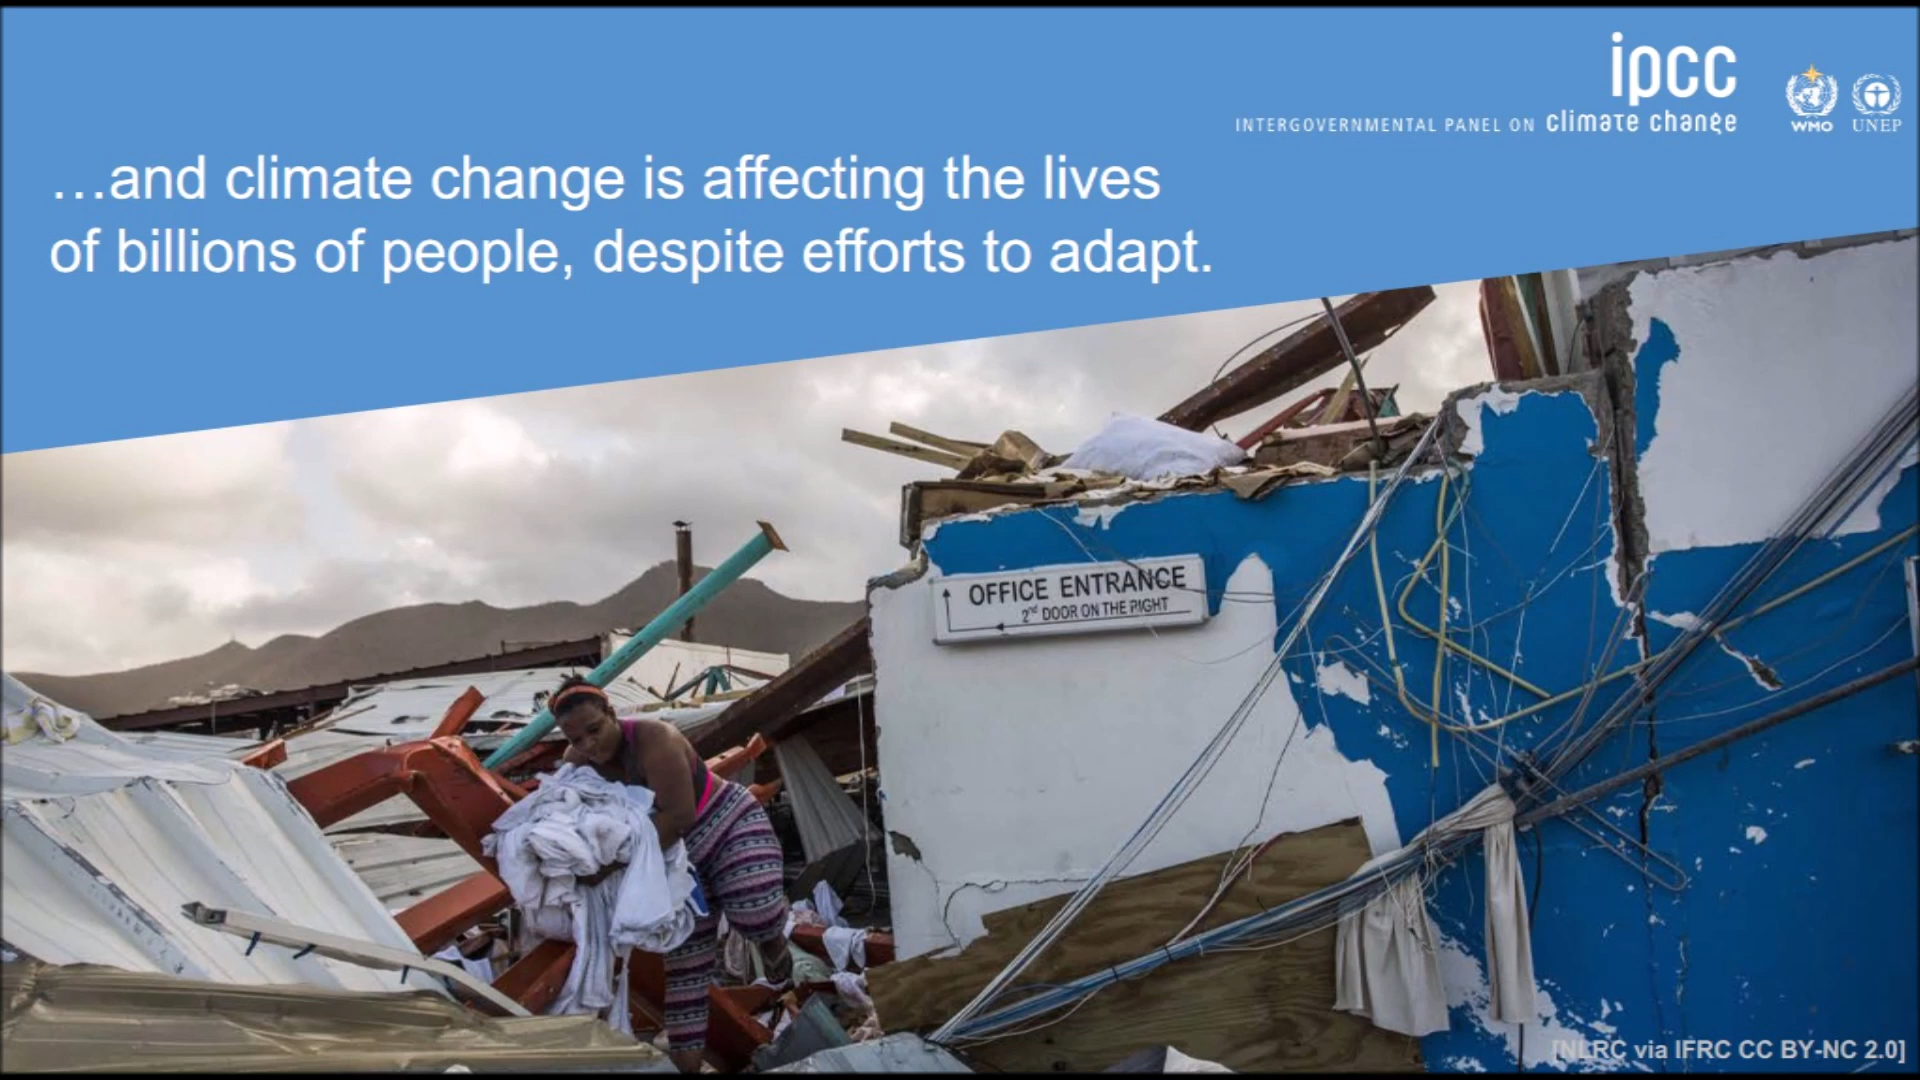 ipcc
INTERGOVERNMENTAL PANEL ON climate change
WMO
UNEP
…and climate change is affecting the lives
of billions of people, despite efforts to adapt.
OFFICE ENTRANCE
2nd DOOR ON THE RIGHT
[NLRC via IFRC CC BY-NC 2.0]